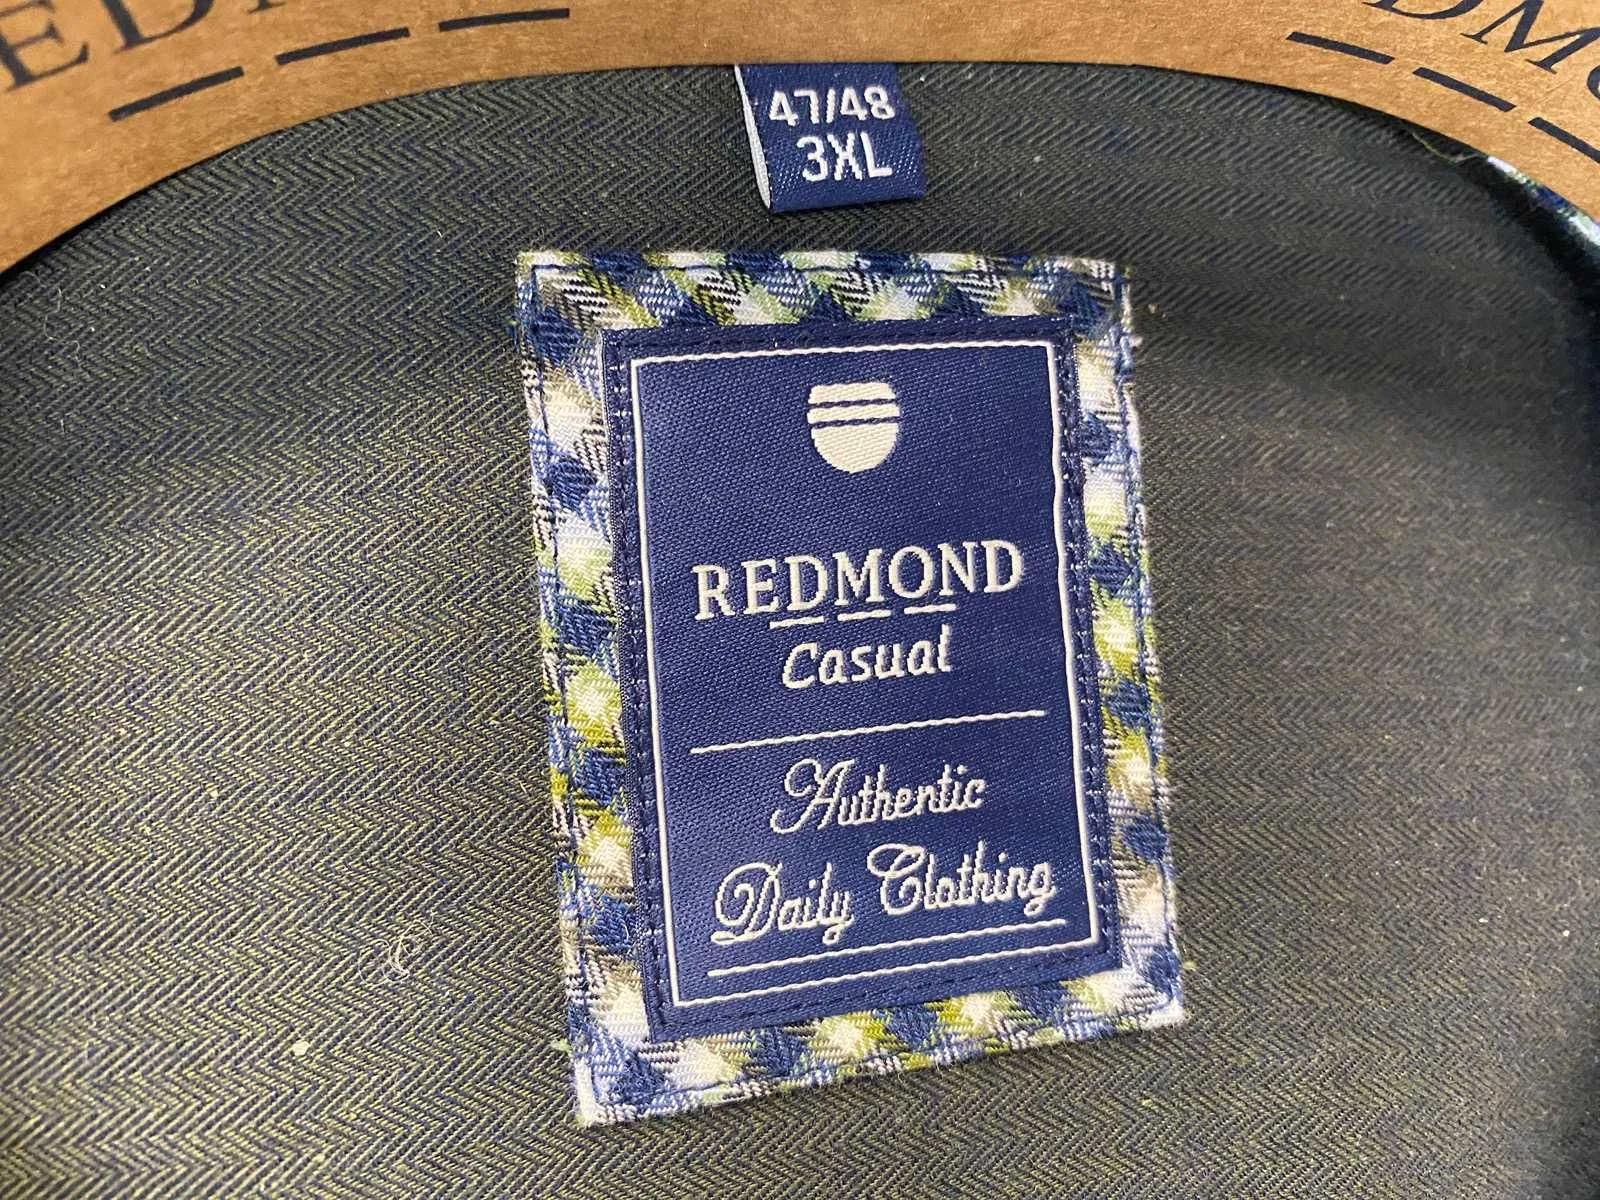 47/48
3XL
REDMOND
Casual
Authentic
Daily Clothing